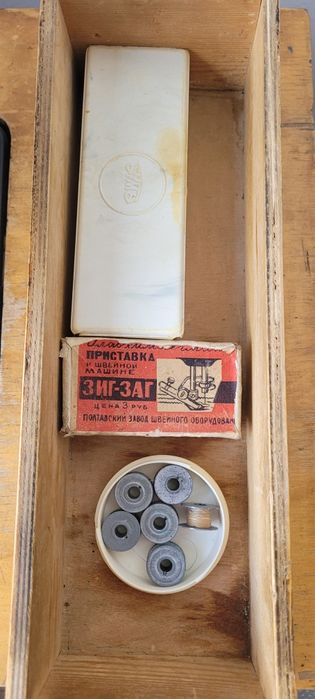 ПРИСТАВКА
К ШВЕЙНОЙ
МАШИНЕ
ЗИГ-ЗАГ
ЦЕНА 3 РУБ
ПОЛТАВСКИЙ ЗАВОД ШВЕЙНОГО ОБОРУДОВАН